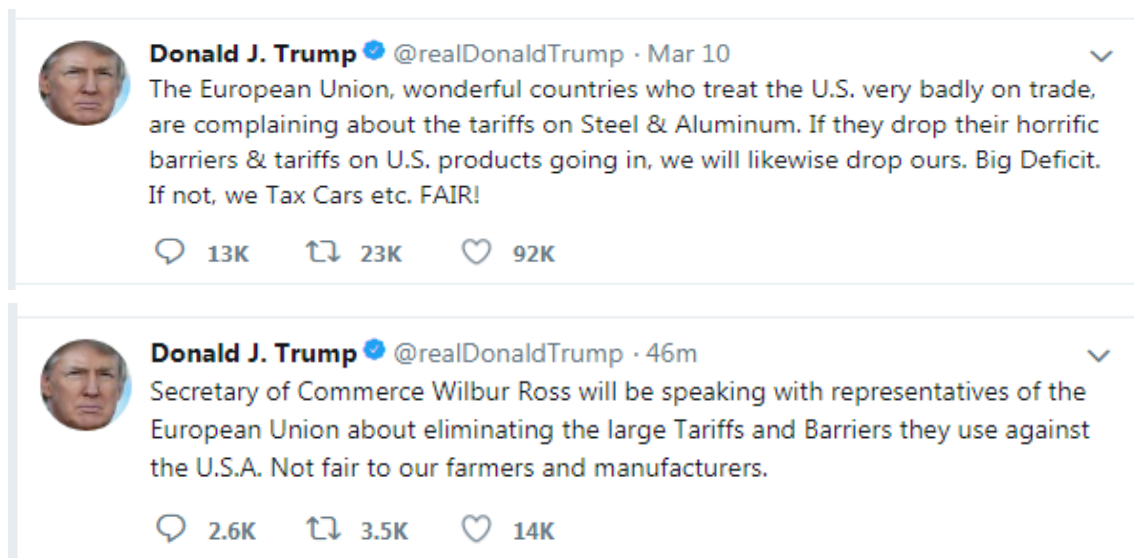 Donald J. Trump @realDonaldTrump · Mar 10
The European Union, wonderful countries who treat the U.S. very badly on trade,
are complaining about the tariffs on Steel & Aluminum. If they drop their horrific
barriers & tariffs on U.S. products going in, we will likewise drop ours. Big Deficit.
If not, we Tax Cars etc. FAIR!
13K 23K 92K
Donald J. Trump @realDonaldTrump · 46m
Secretary of Commerce Wilbur Ross will be speaking with representatives of the
European Union about eliminating the large Tariffs and Barriers they use against
the U.S.A. Not fair to our farmers and manufacturers.
2.6K 3.5K 14K